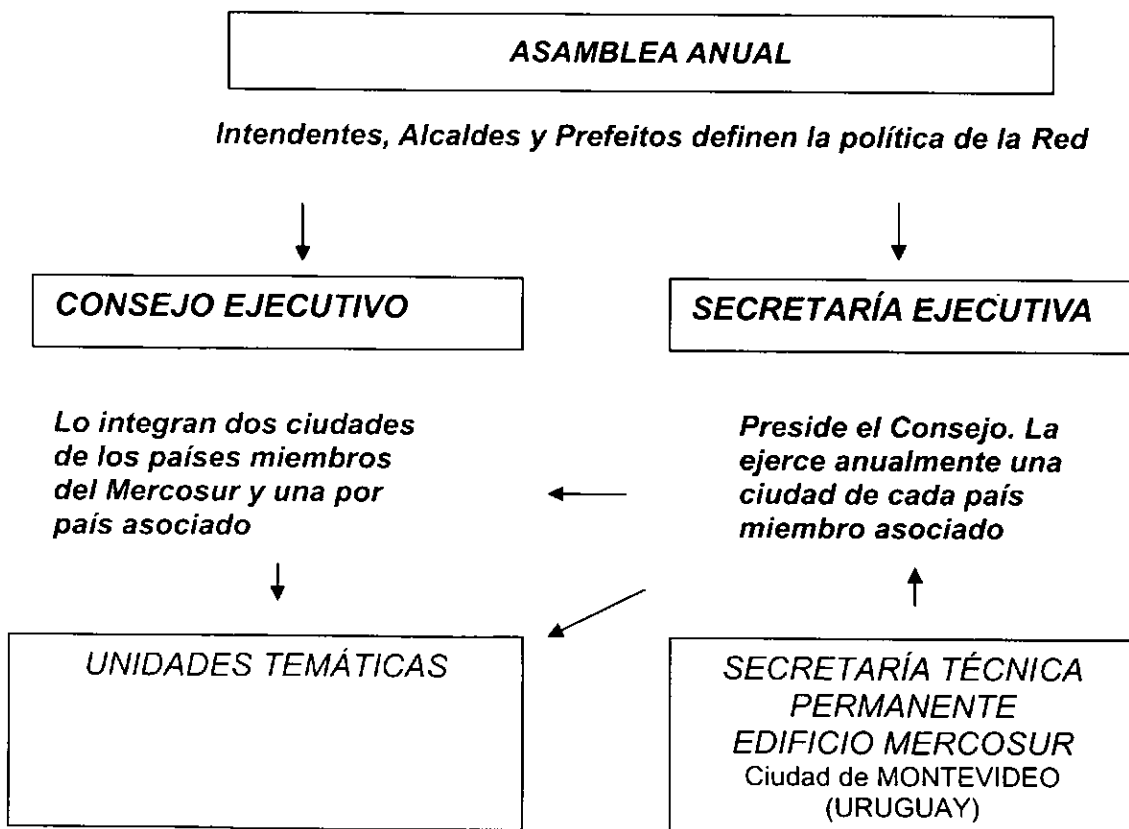 ASAMBLEA ANUAL
Intendentes, Alcaldes y Prefeitos definen la política de la Red
CONSEJO EJECUTIVO
SECRETARÍA EJECUTIVA
Lo integran dos ciudades
de los países miembros
del Mercosur y una por
país asociado
Preside el Consejo. La
ejerce anualmente una
ciudad de cada país
miembro asociado
UNIDADES TEMÁTICAS
SECRETARÍA TÉCNICA
PERMANENTE
EDIFICIO MERCOSUR
Ciudad de MONTEVIDEO
(URUGUAY)